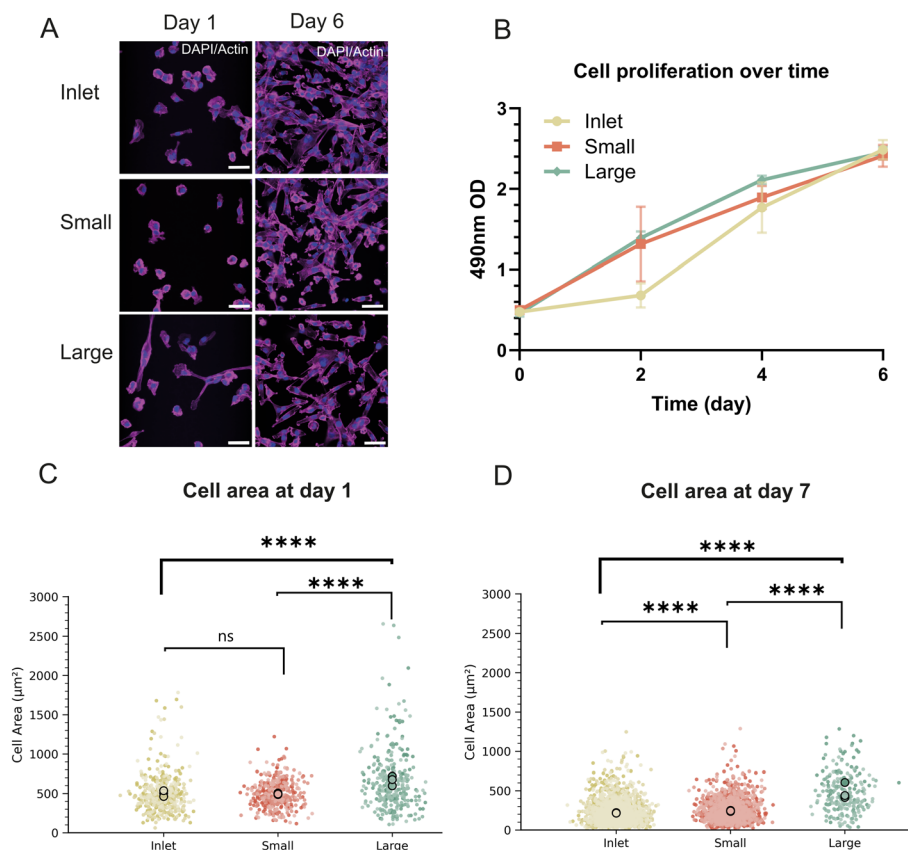 A
Day 1 Day 6
DAPI/Actin DAPI/Actin
Inlet
Small
Large
B
Cell proliferation over time
3
2
1
0
490nm OD
Inlet
Small
Large
0 2 4 6
Time (day)
C
Cell area at day 1
****
****
ns
3000
2500
2000
1500
1000
500
0
Cell Area (µm²)
Inlet Small Large
D
Cell area at day 7
****
****
****
3000
2500
2000
1500
1000
500
0
Cell Area (µm²)
Inlet Small Large